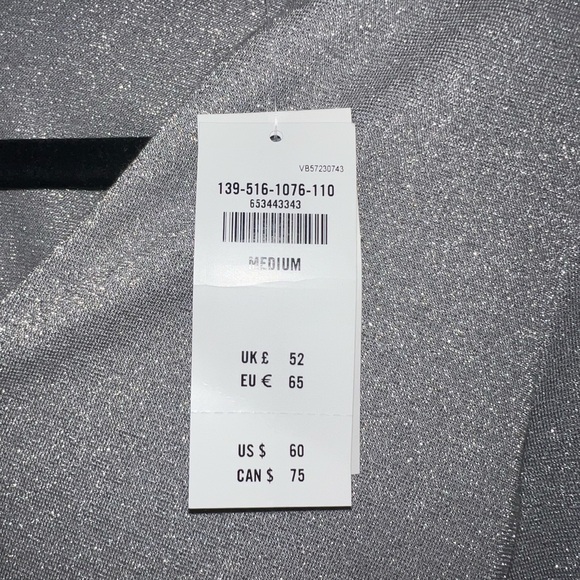 VB57230743
139-516-1076-110
653443343
MEDIUM
UK £ 52
EU € 65
US $ 60
CAN $ 75